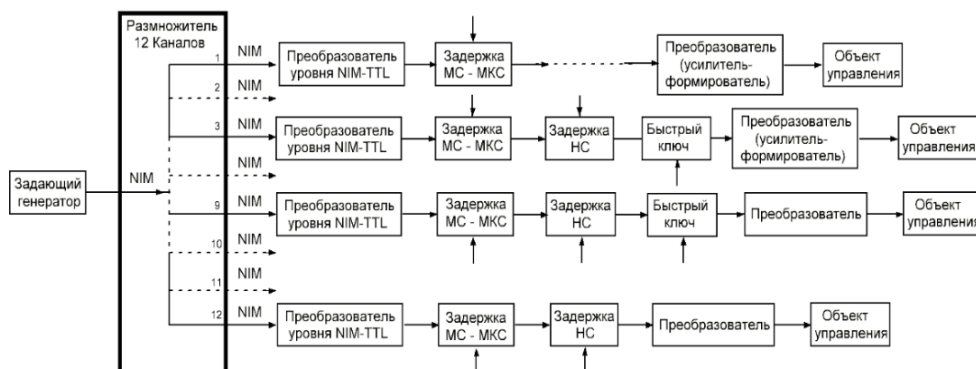 Размножитель
12 Каналов
1
NIM
Преобразователь
уровня NIM-TTL
Задержка
МС - МКС
Преобразователь
(усилитель-
формирователь)
Объект
управления
2
NIM
3
NIM
Преобразователь
уровня NIM-TTL
Задержка
МС - МКС
Задержка
НС
Быстрый
ключ
Преобразователь
(усилитель-
формирователь)
Объект
управления
NIM
Задающий
генератор
NIM
9
NIM
Преобразователь
уровня NIM-TTL
Задержка
МС - МКС
Задержка
НС
Быстрый
ключ
Преобразователь
Объект
управления
10
NIM
11
NIM
12
NIM
Преобразователь
уровня NIM-TTL
Задержка
МС - МКС
Задержка
НС
Преобразователь
Объект
управления